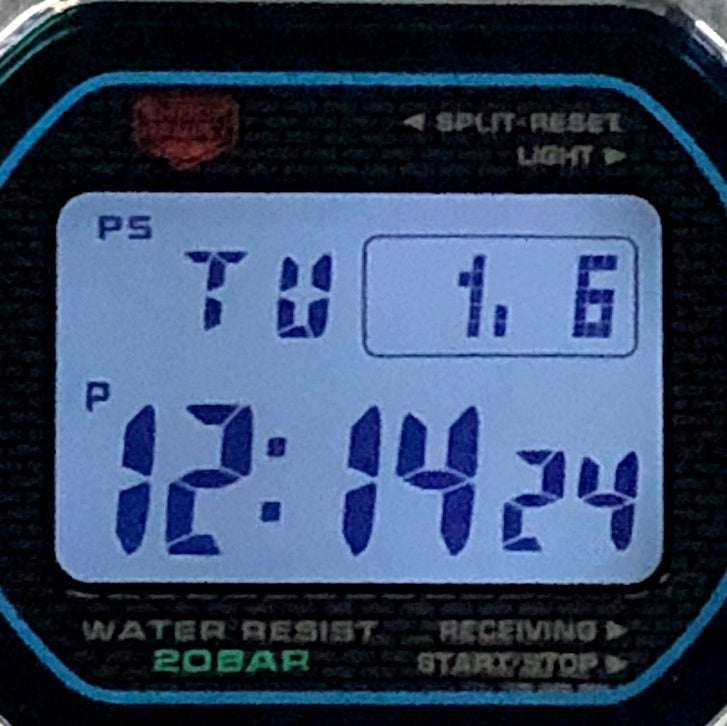 SPLIT-RESET
LIGHT
PS
TU 1. 6
P
12:14 24
WATER RESIST
20BAR
RECEIVING
START/STOP